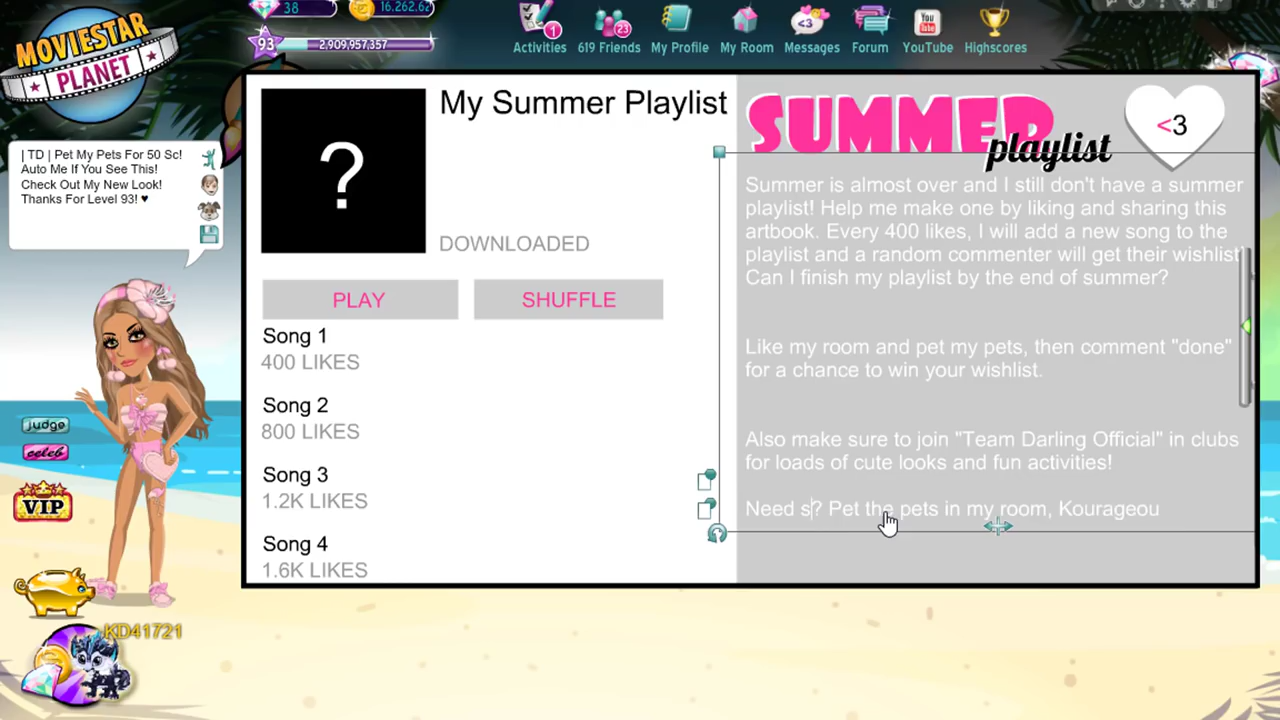 MOVIESTAR
PLANET
38
16.262.62
93
2,909,957,357
1
Activities
23
619 Friends
My Profile
My Room
<3
Messages
Forum
You
Tube
YouTube
Highscores
| TD | Pet My Pets For 50 Sc!
Auto Me If You See This!
Check Out My New Look!
Thanks For Level 93! ♥
judge
celeb
VIP
KD41721
?
My Summer Playlist
DOWNLOADED
PLAY
SHUFFLE
Song 1
400 LIKES
Song 2
800 LIKES
Song 3
1.2K LIKES
Song 4
1.6K LIKES
SUMMER
playlist
<3
Summer is almost over and I still don't have a summer
playlist! Help me make one by liking and sharing this
artbook. Every 400 likes, I will add a new song to the
playlist and a random commenter will get their wishlist!
Can I finish my playlist by the end of summer?
Like my room and pet my pets, then comment "done"
for a chance to win your wishlist.
Also make sure to join "Team Darling Official" in clubs
for loads of cute looks and fun activities!
Need s? Pet the pets in my room, Kourageou